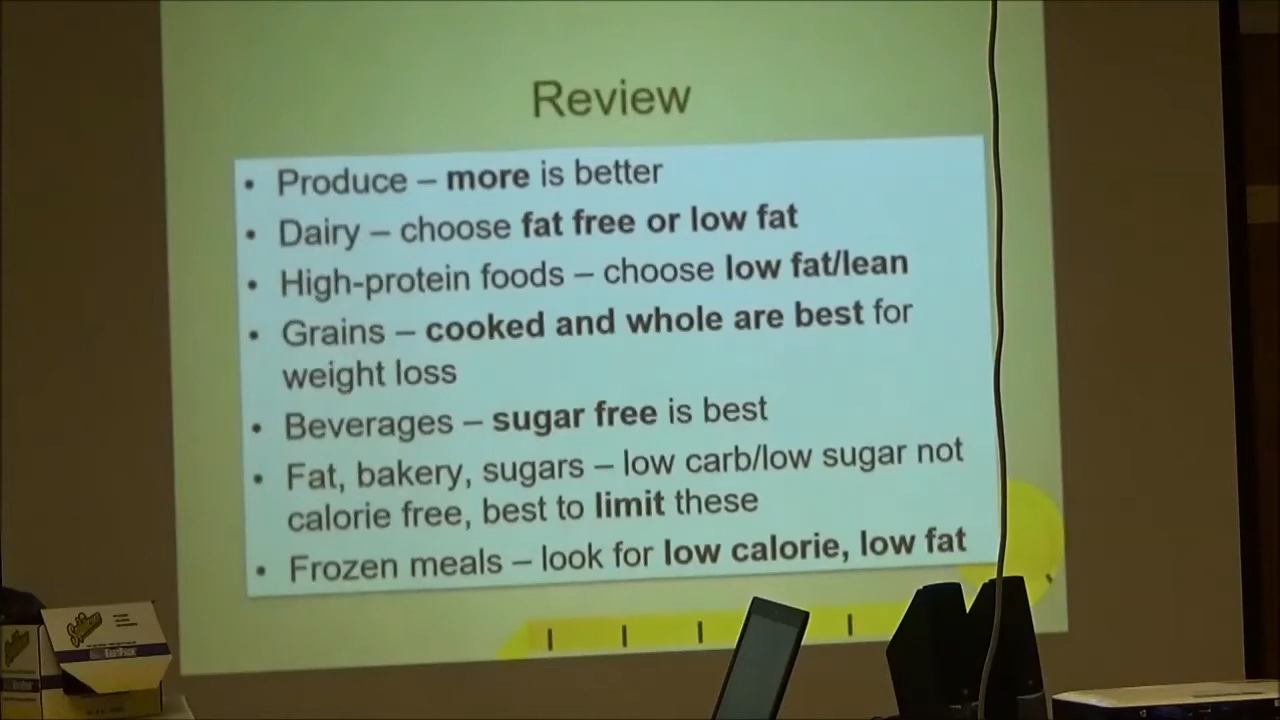 Review
• Produce – more is better
• Dairy – choose fat free or low fat
• High-protein foods – choose low fat/lean
• Grains – cooked and whole are best for
weight loss
• Beverages – sugar free is best
• Fat, bakery, sugars – low carb/low sugar not
calorie free, best to limit these
• Frozen meals – look for low calorie, low fat